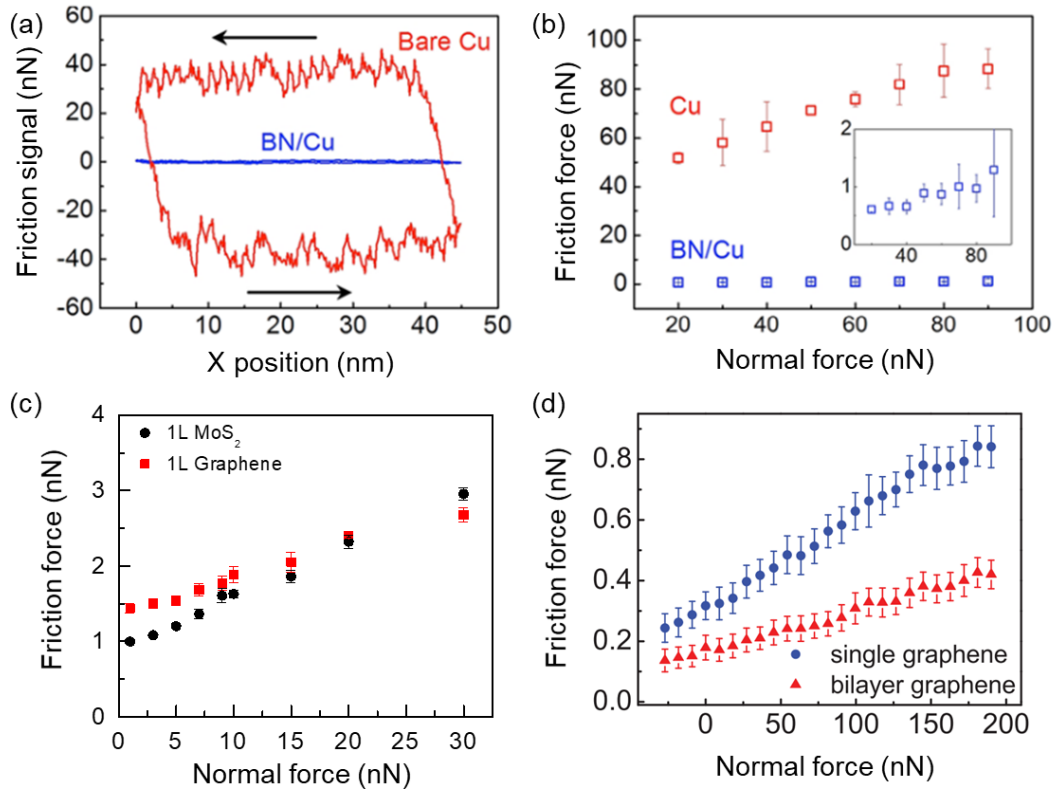 (a)
60
40
20
0
-20
-40
-60
Friction signal (nN)
Bare Cu
BN/Cu
0
10
20
30
40
50
X position (nm)
(b)
100
80
60
40
20
0
Friction force (nN)
Cu
BN/Cu
2
1
0
40
80
20
40
60
80
100
Normal force (nN)
(c)
4
3
2
1
0
Friction force (nN)
1L MoS₂
1L Graphene
0
5
10
15
20
25
30
Normal force (nN)
(d)
0.8
0.6
0.4
0.2
0.0
Friction force (nN)
single graphene
bilayer graphene
0
50
100
150
200
Normal force (nN)